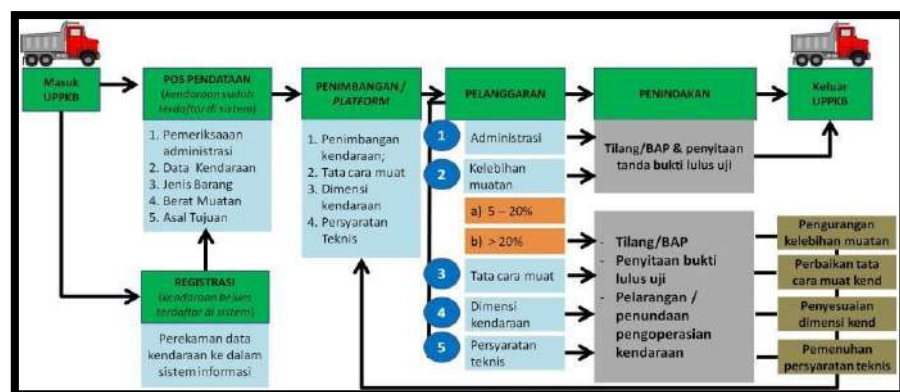 Masuk
UPPKB
POS PENDATAAN
(kendaraan sudah
terdaftar di sistem)
1. Pemeriksaaan
administrasi
2. Data Kendaraan
3. Jenis Barang
4. Berat Muatan
5. Asal Tujuan
REGISTRASI
(kendaraan belum
terdaftar di sistem)
Perekaman data
kendaraan ke dalam
sistem informasi
PENIMBANGAN /
PLATFORM
1. Penimbangan
kendaraan;
2. Tata cara muat
3. Dimensi
kendaraan
4. Persyaratan
Teknis
PELANGGARAN
1 Administrasi
2 Kelebihan
muatan
a) 5 – 20%
b) > 20%
3 Tata cara muat
4 Dimensi
kendaraan
5 Persyaratan
teknis
PENINDAKAN
Tilang/BAP & penyitaan
tanda bukti lulus uji
- Tilang/BAP
- Penyitaan bukti
lulus uji
- Pelarangan /
penundaan
pengoperasian
kendaraan
Keluar
UPPKB
Pengurangan
kelebihan muatan
Perbaikan tata
cara muat kend
Penyesuaian
dimensi kend
Pemenuhan
persyaratan teknis